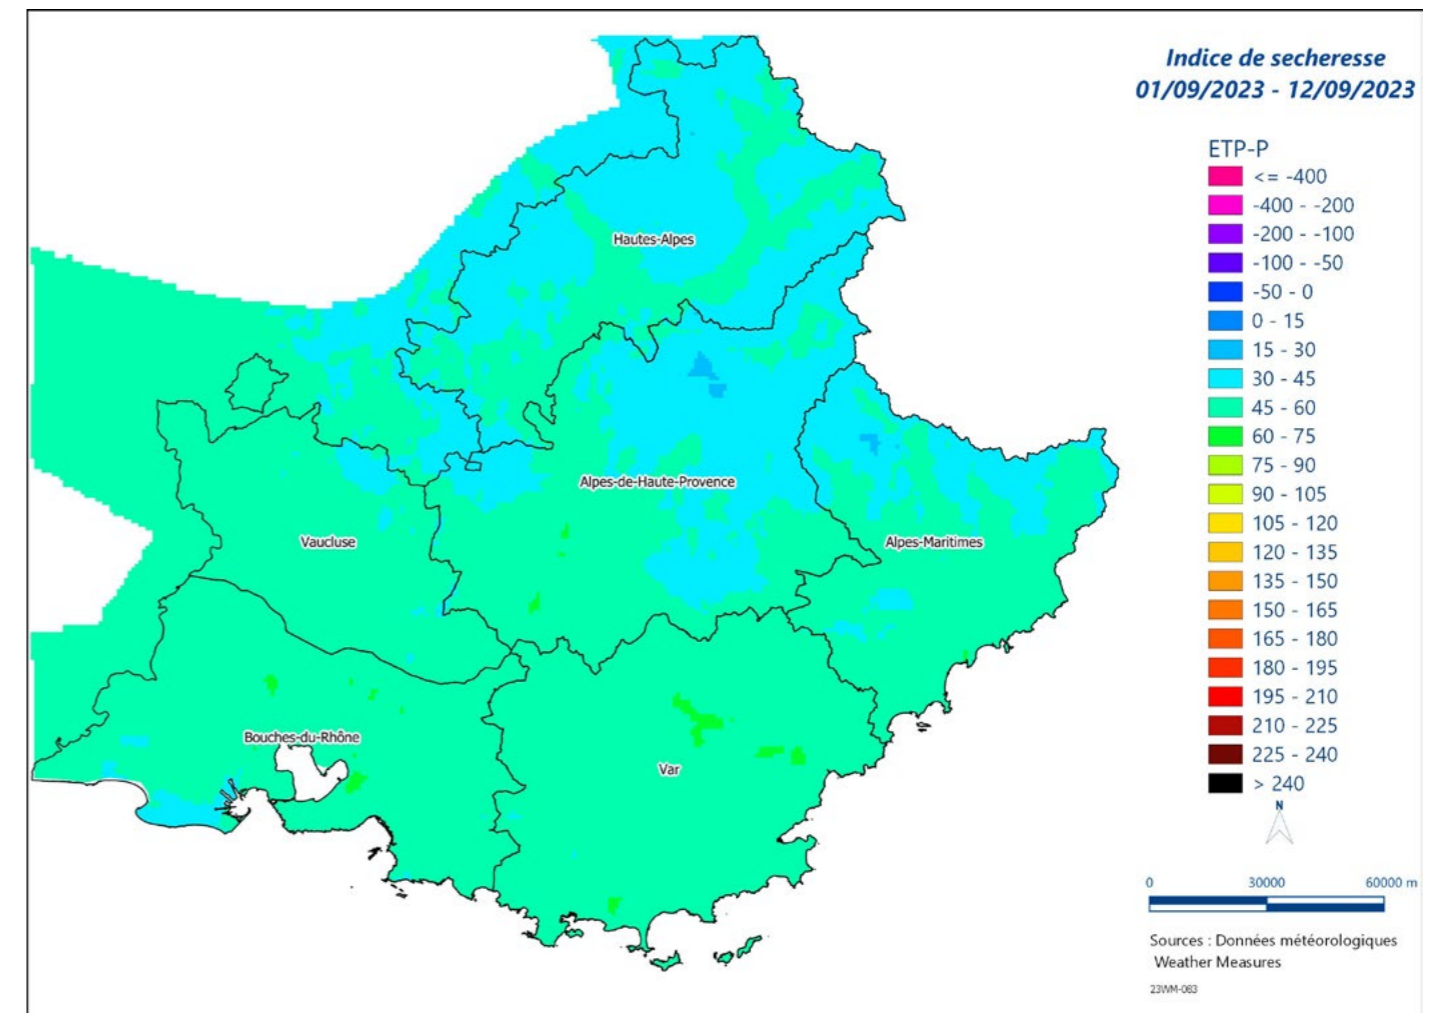 Indice de secheresse
01/09/2023 - 12/09/2023
ETP-P
<= -400
-400 - -200
-200 - -100
-100 - -50
-50 - 0
0 - 15
15 - 30
30 - 45
45 - 60
60 - 75
75 - 90
90 - 105
105 - 120
120 - 135
135 - 150
150 - 165
165 - 180
180 - 195
195 - 210
210 - 225
225 - 240
> 240
N
0 30000 60000 m
Sources : Données météorologiques
Weather Measures
23WM-083
Hautes-Alpes
Alpes-de-Haute-Provence
Vaucluse
Alpes-Maritimes
Bouches-du-Rhône
Var